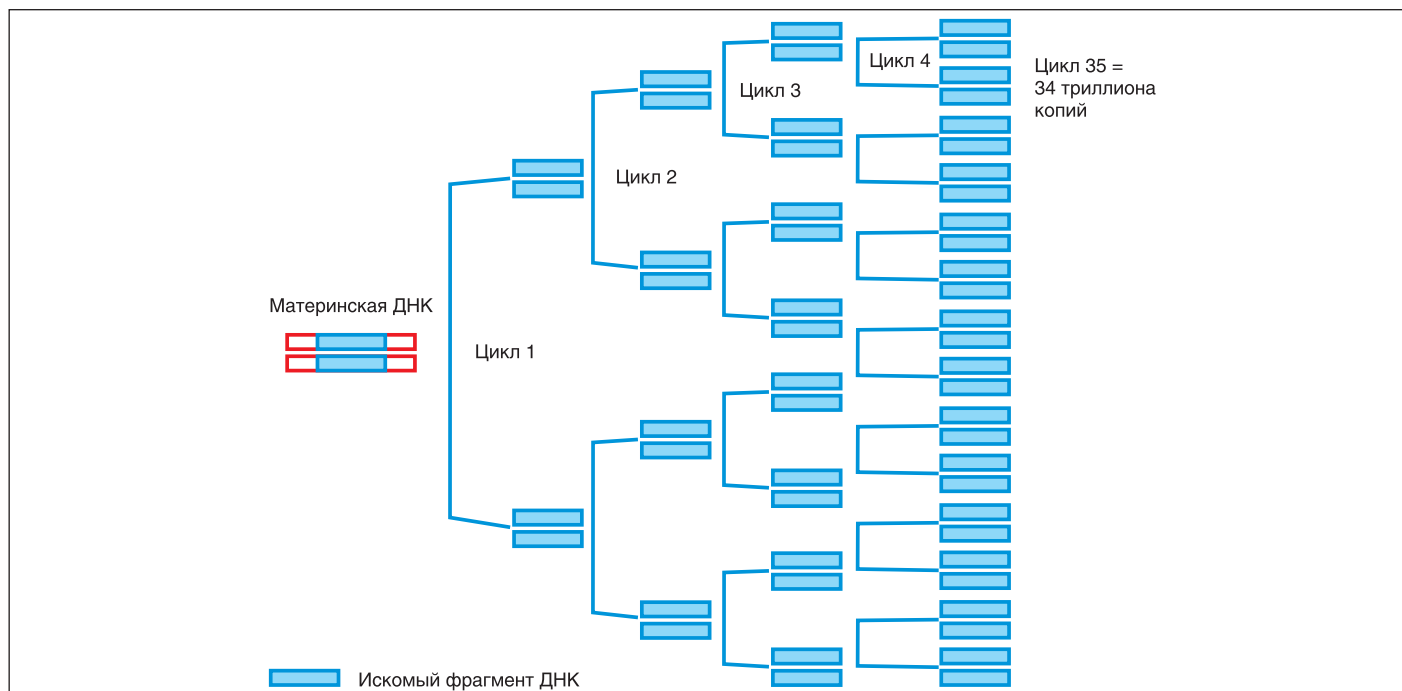 Материнская ДНК
Цикл 1
Цикл 2
Цикл 3
Цикл 4
Цикл 35 =
34 триллиона
копий
Искомый фрагмент ДНК